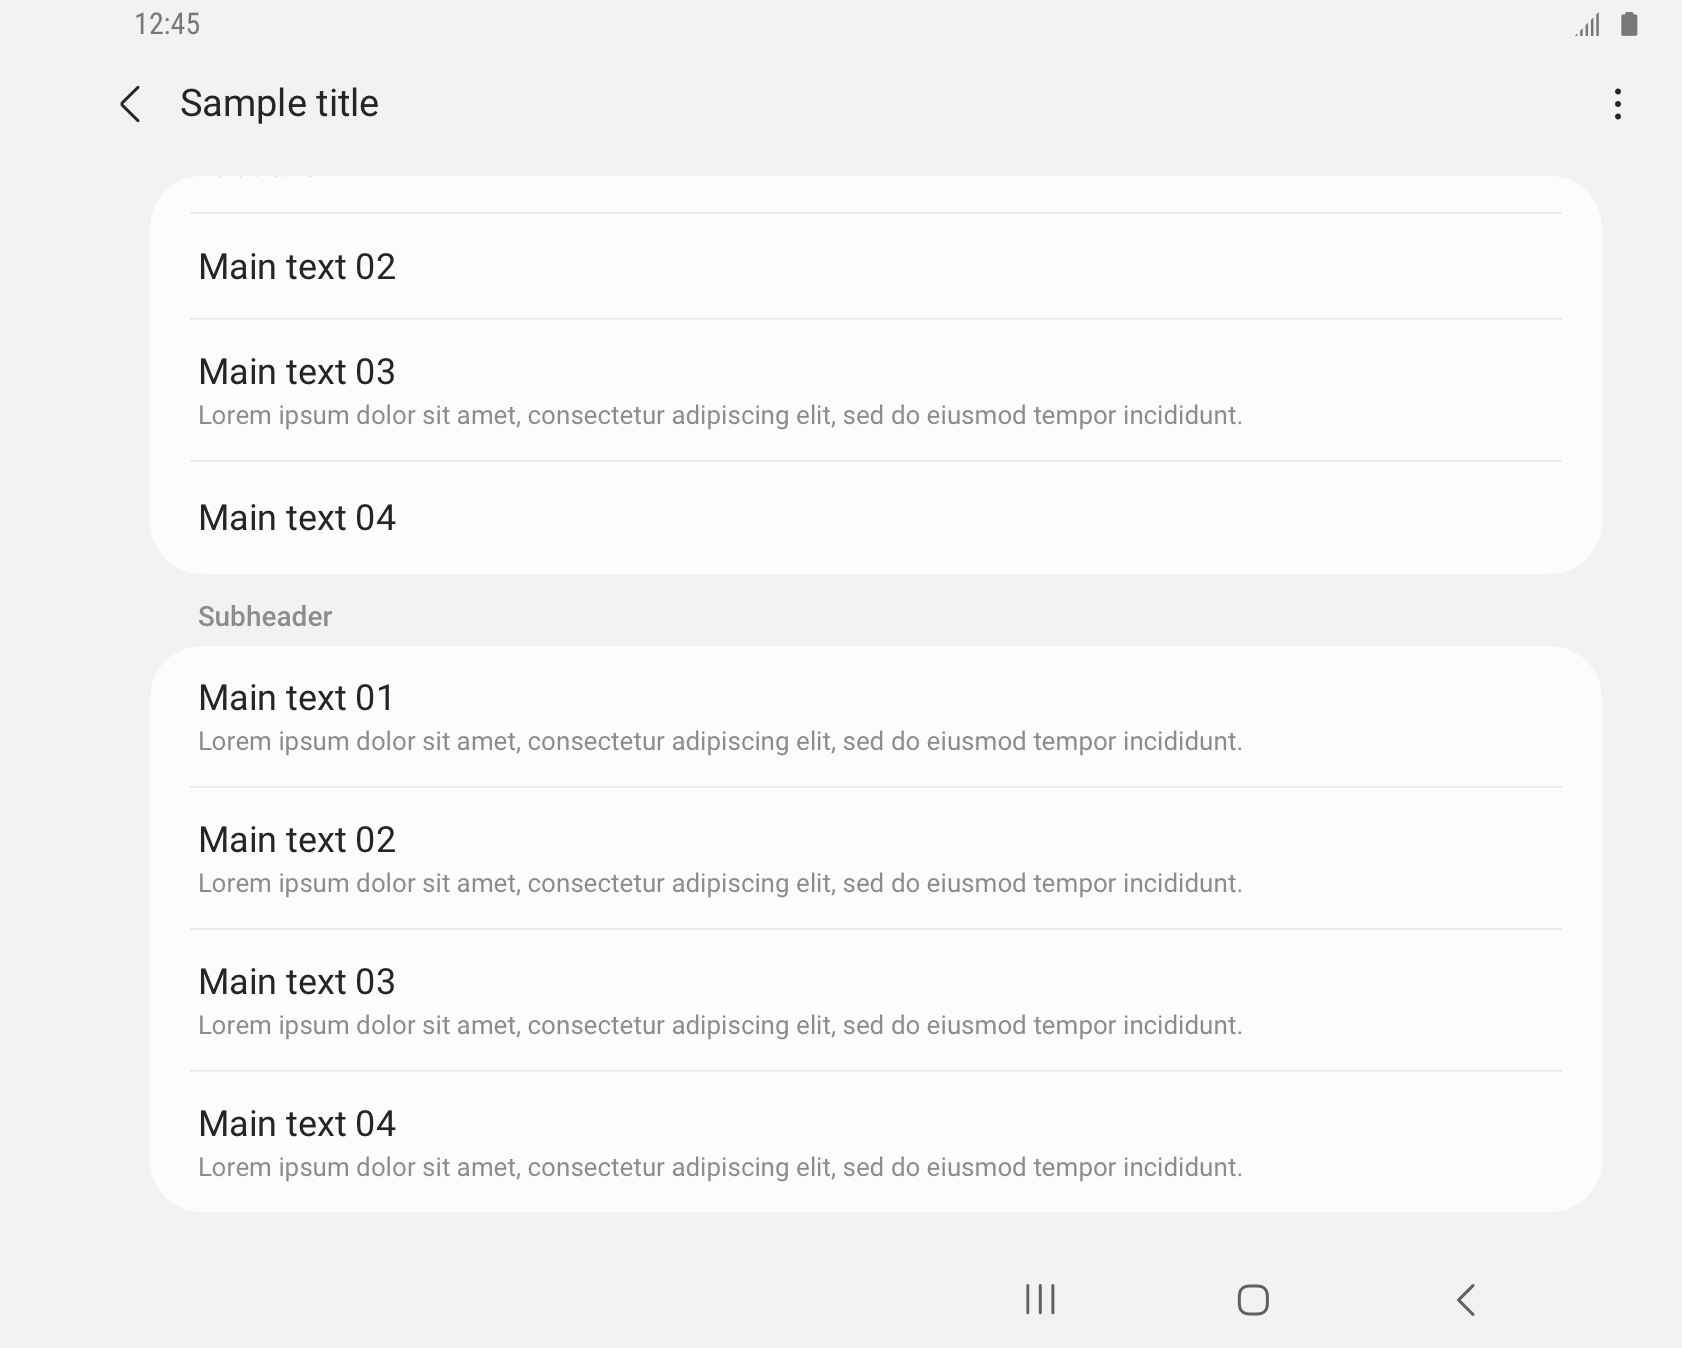 12:45
Sample title
Main text 02
Main text 03
Lorem ipsum dolor sit amet, consectetur adipiscing elit, sed do eiusmod tempor incididunt.
Main text 04
Subheader
Main text 01
Lorem ipsum dolor sit amet, consectetur adipiscing elit, sed do eiusmod tempor incididunt.
Main text 02
Lorem ipsum dolor sit amet, consectetur adipiscing elit, sed do eiusmod tempor incididunt.
Main text 03
Lorem ipsum dolor sit amet, consectetur adipiscing elit, sed do eiusmod tempor incididunt.
Main text 04
Lorem ipsum dolor sit amet, consectetur adipiscing elit, sed do eiusmod tempor incididunt.